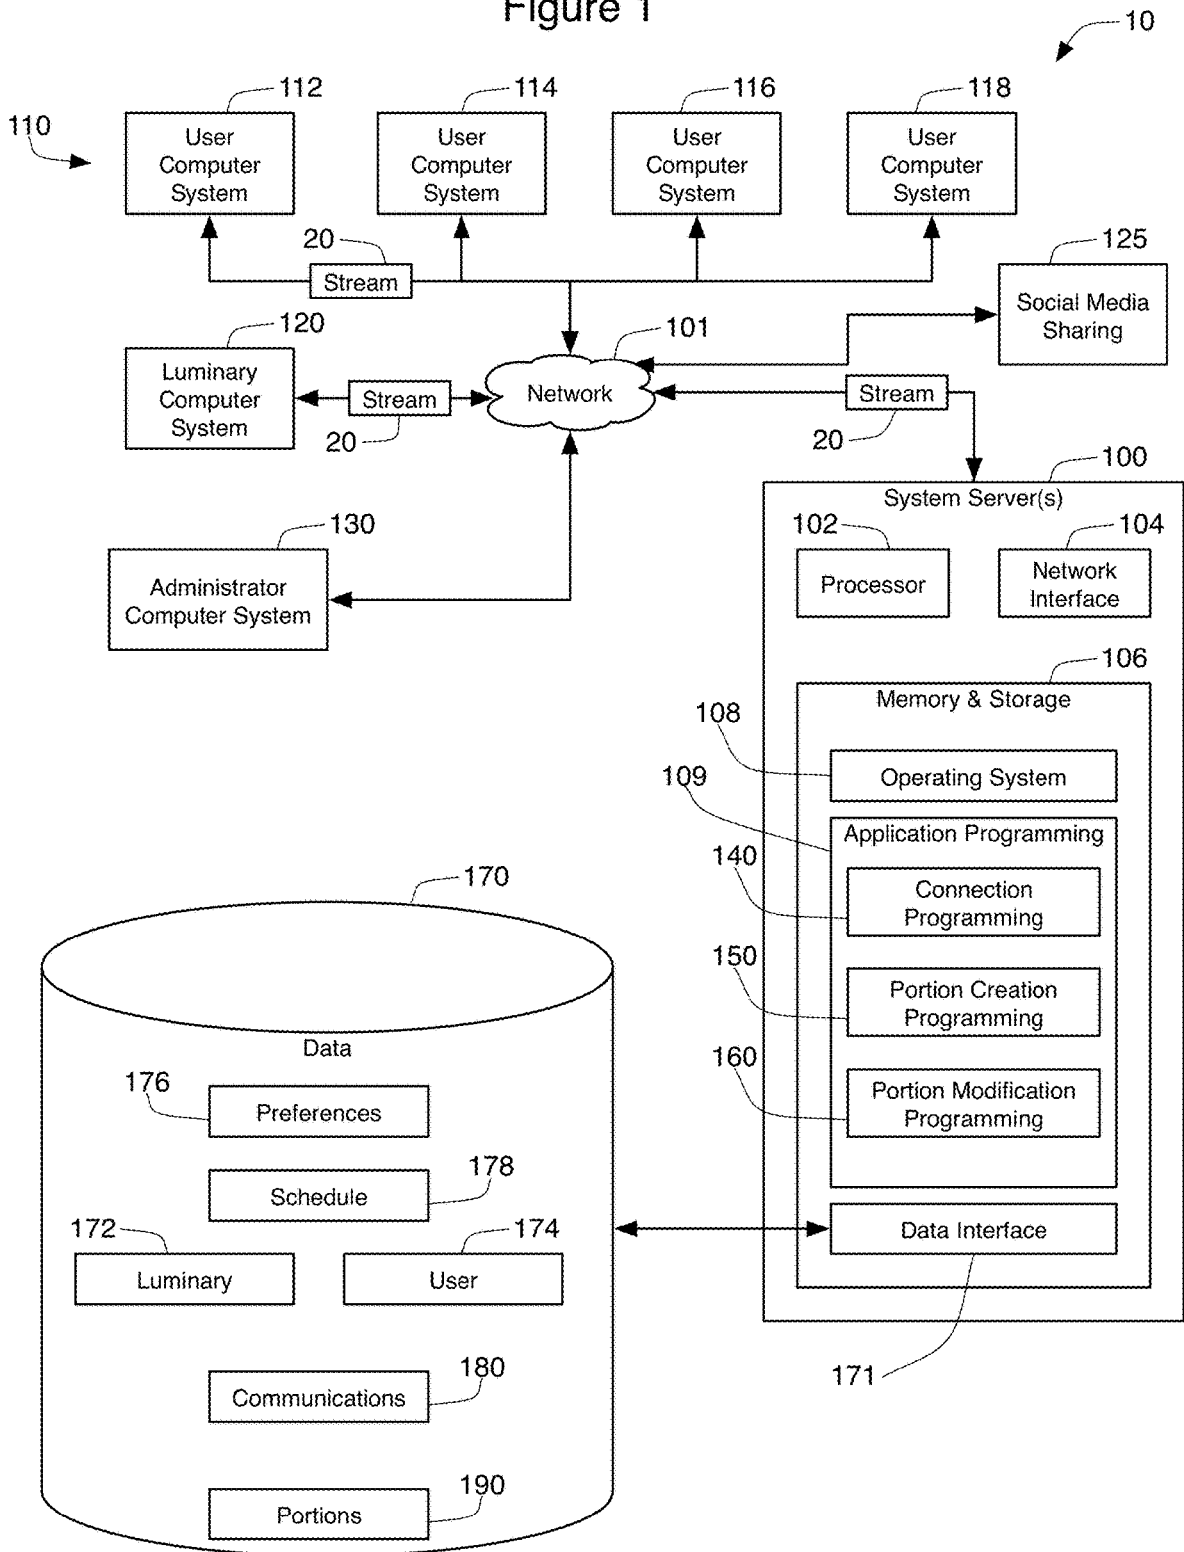 Figure 1
10
112
114
116
118
110
User
Computer
System
User
Computer
System
User
Computer
System
User
Computer
System
20
Stream
125
Social Media
Sharing
120
Luminary
Computer
System
101
Network
Stream
20
Stream
20
100
System Server(s)
130
Administrator
Computer System
102
Processor
104
Network
Interface
106
Memory & Storage
108
Operating System
109
Application Programming
140
Connection
Programming
150
Portion Creation
Programming
160
Portion Modification
Programming
Data Interface
171
170
Data
176
Preferences
178
Schedule
172
Luminary
174
User
180
Communications
190
Portions